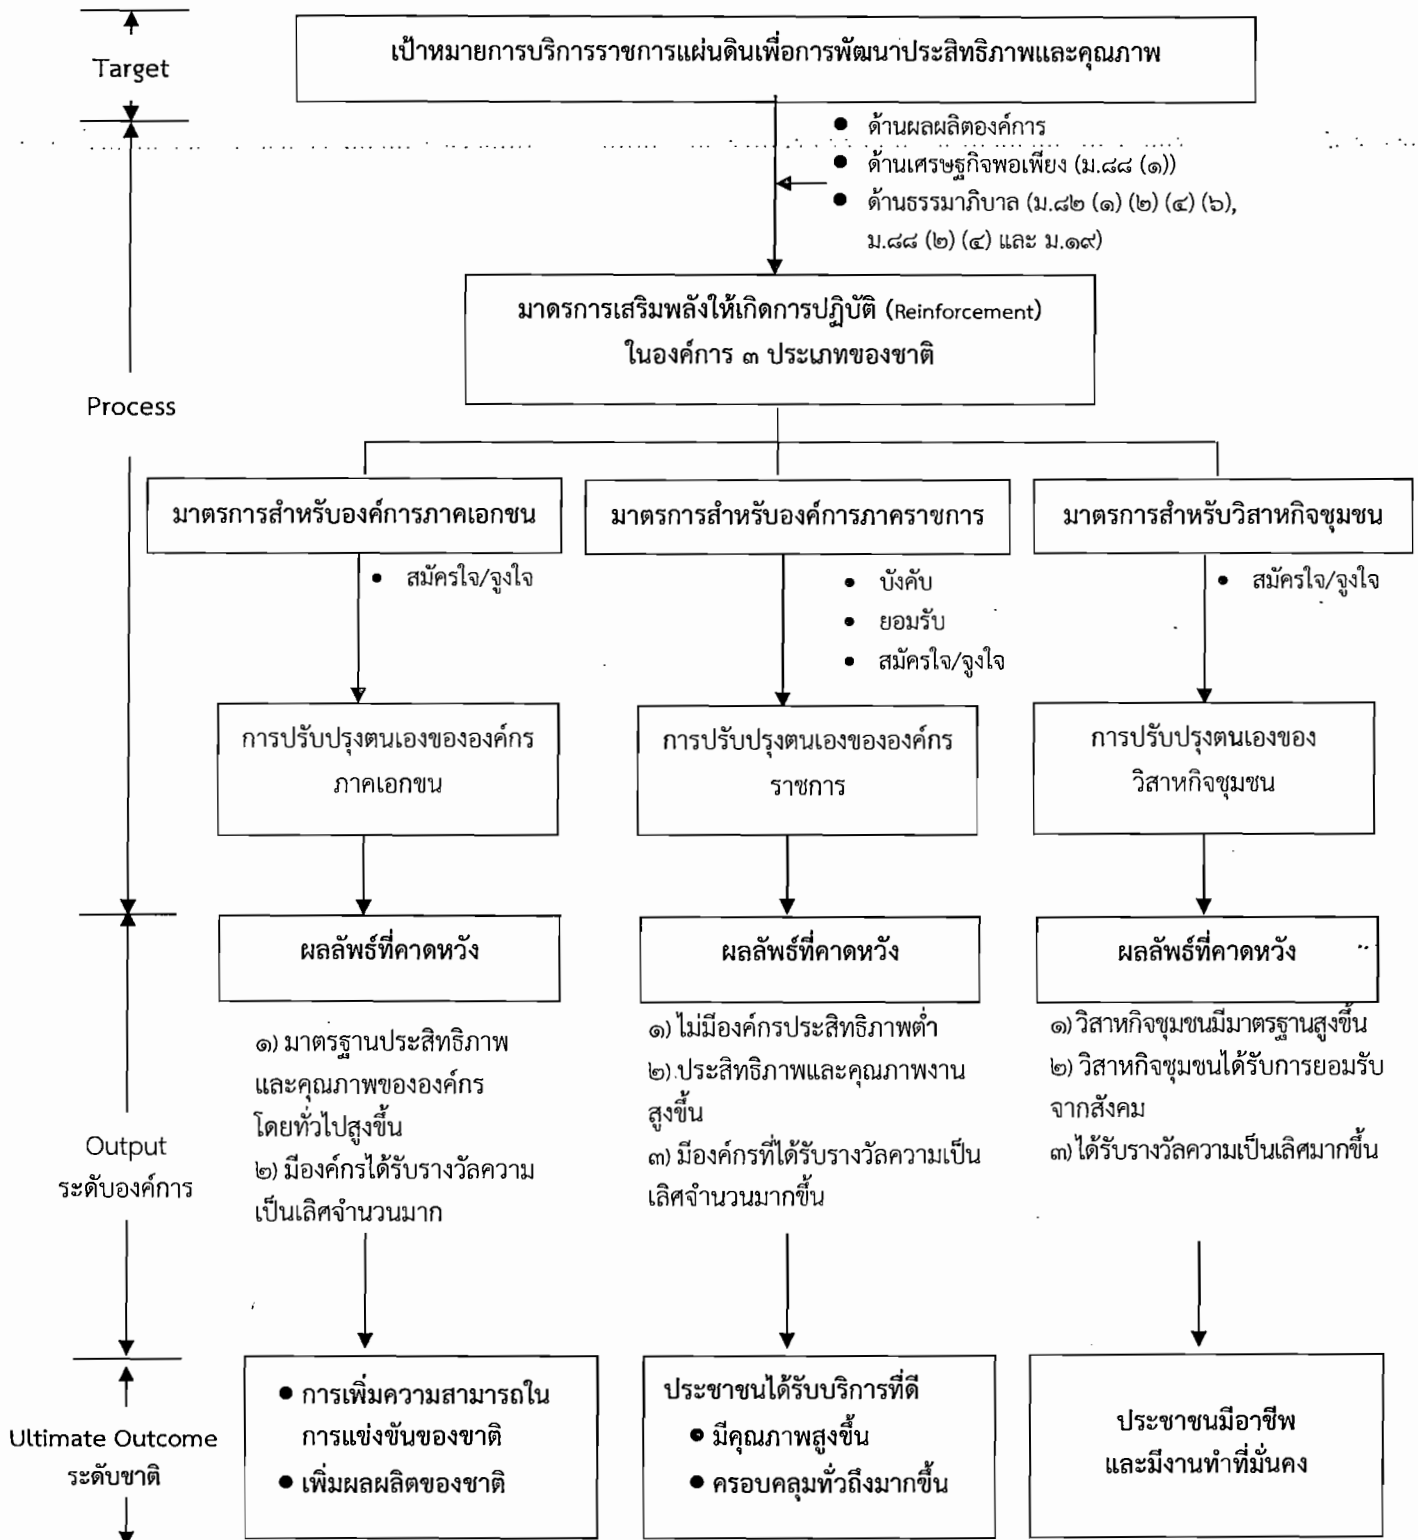 Target
เป้าหมายการบริการราชการแผ่นดินเพื่อการพัฒนาประสิทธิภาพและคุณภาพ
● ด้านผลผลิตองค์การ
● ด้านเศรษฐกิจพอเพียง (ม.๘๘ (๑))
● ด้านธรรมาภิบาล (ม.๘๒ (๑) (๒) (๔) (๖),
ม.๘๘ (๒) (๔) และ ม.๑๙)
มาดรการเสริมพลังให้เกิดการปฏิบัติ (Reinforcement)
ในองค์การ ๓ ประเภทของชาติ
Process
มาตรการสำหรับองค์การภาคเอกชน
• สมัครใจ/จูงใจ
การปรับปรุงตนเองขององค์กร
ภาคเอกขน
มาตรการสำหรับองค์การภาคราชการ
• บังคับ
• ยอมรับ
• สมัครใจ/จูงใจ
การปรับปรุงตนเองขององค์กร
ราชการ
มาตรการสำหรับวิสาหกิจชุมชน
• สมัครใจ/จูงใจ
การปรับปรุงตนเองของ
วิสาหกิจชุมชน
Output
ระดับองค์การ
ผลลัพธ์ที่คาดหวัง
๑) มาตรฐานประสิทธิภาพ
และคุณภาพขององค์กร
โดยทั่วไปสูงขึ้น
๒) มีองค์กรได้รับรางวัลความ
เป็นเลิศจำนวนมาก
ผลลัพธ์ที่คาดหวัง
๑) ไม่มีองค์กรประสิทธิภาพต่ำ
๒) ประสิทธิภาพและคุณภาพงาน
สูงขึ้น
๓) มีองค์กรที่ได้รับรางวัลความเป็น
เลิศจำนวนมากขึ้น
ผลลัพธ์ที่คาดหวัง
๑) วิสาหกิจชุมชนมีมาตรฐานสูงขึ้น
๒) วิสาหกิจชุมชนได้รับการยอมรับ
จากสังคม
๓) ได้รับรางวัลความเป็นเลิศมากขึ้น
Ultimate Outcome
ระดับชาติ
● การเพิ่มความสามารถใน
การแข่งขันของชาติ
● เพิ่มผลผลิตของชาติ
ประชาชนได้รับบริการที่ดี
● มีคุณภาพสูงขึ้น
● ครอบคลุมทั่วถึงมากขึ้น
ประชาชนมีอาชีพ
และมีงานทำที่มั่นคง